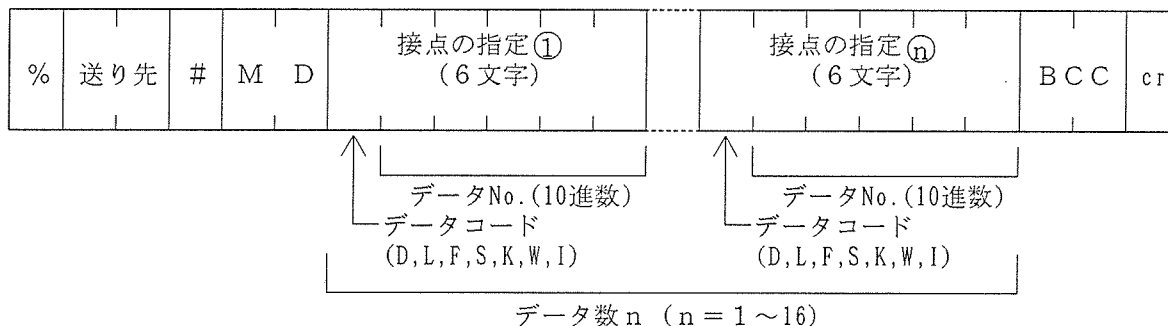 % 送り先 # M D 接点の指定① (6文字) 接点の指定ⓝ (6文字) BCC cr
データNo.(10進数) データNo.(10進数)
データコード データコード
(D,L,F,S,K,W,I) (D,L,F,S,K,W,I)
データ数n (n=1～16)